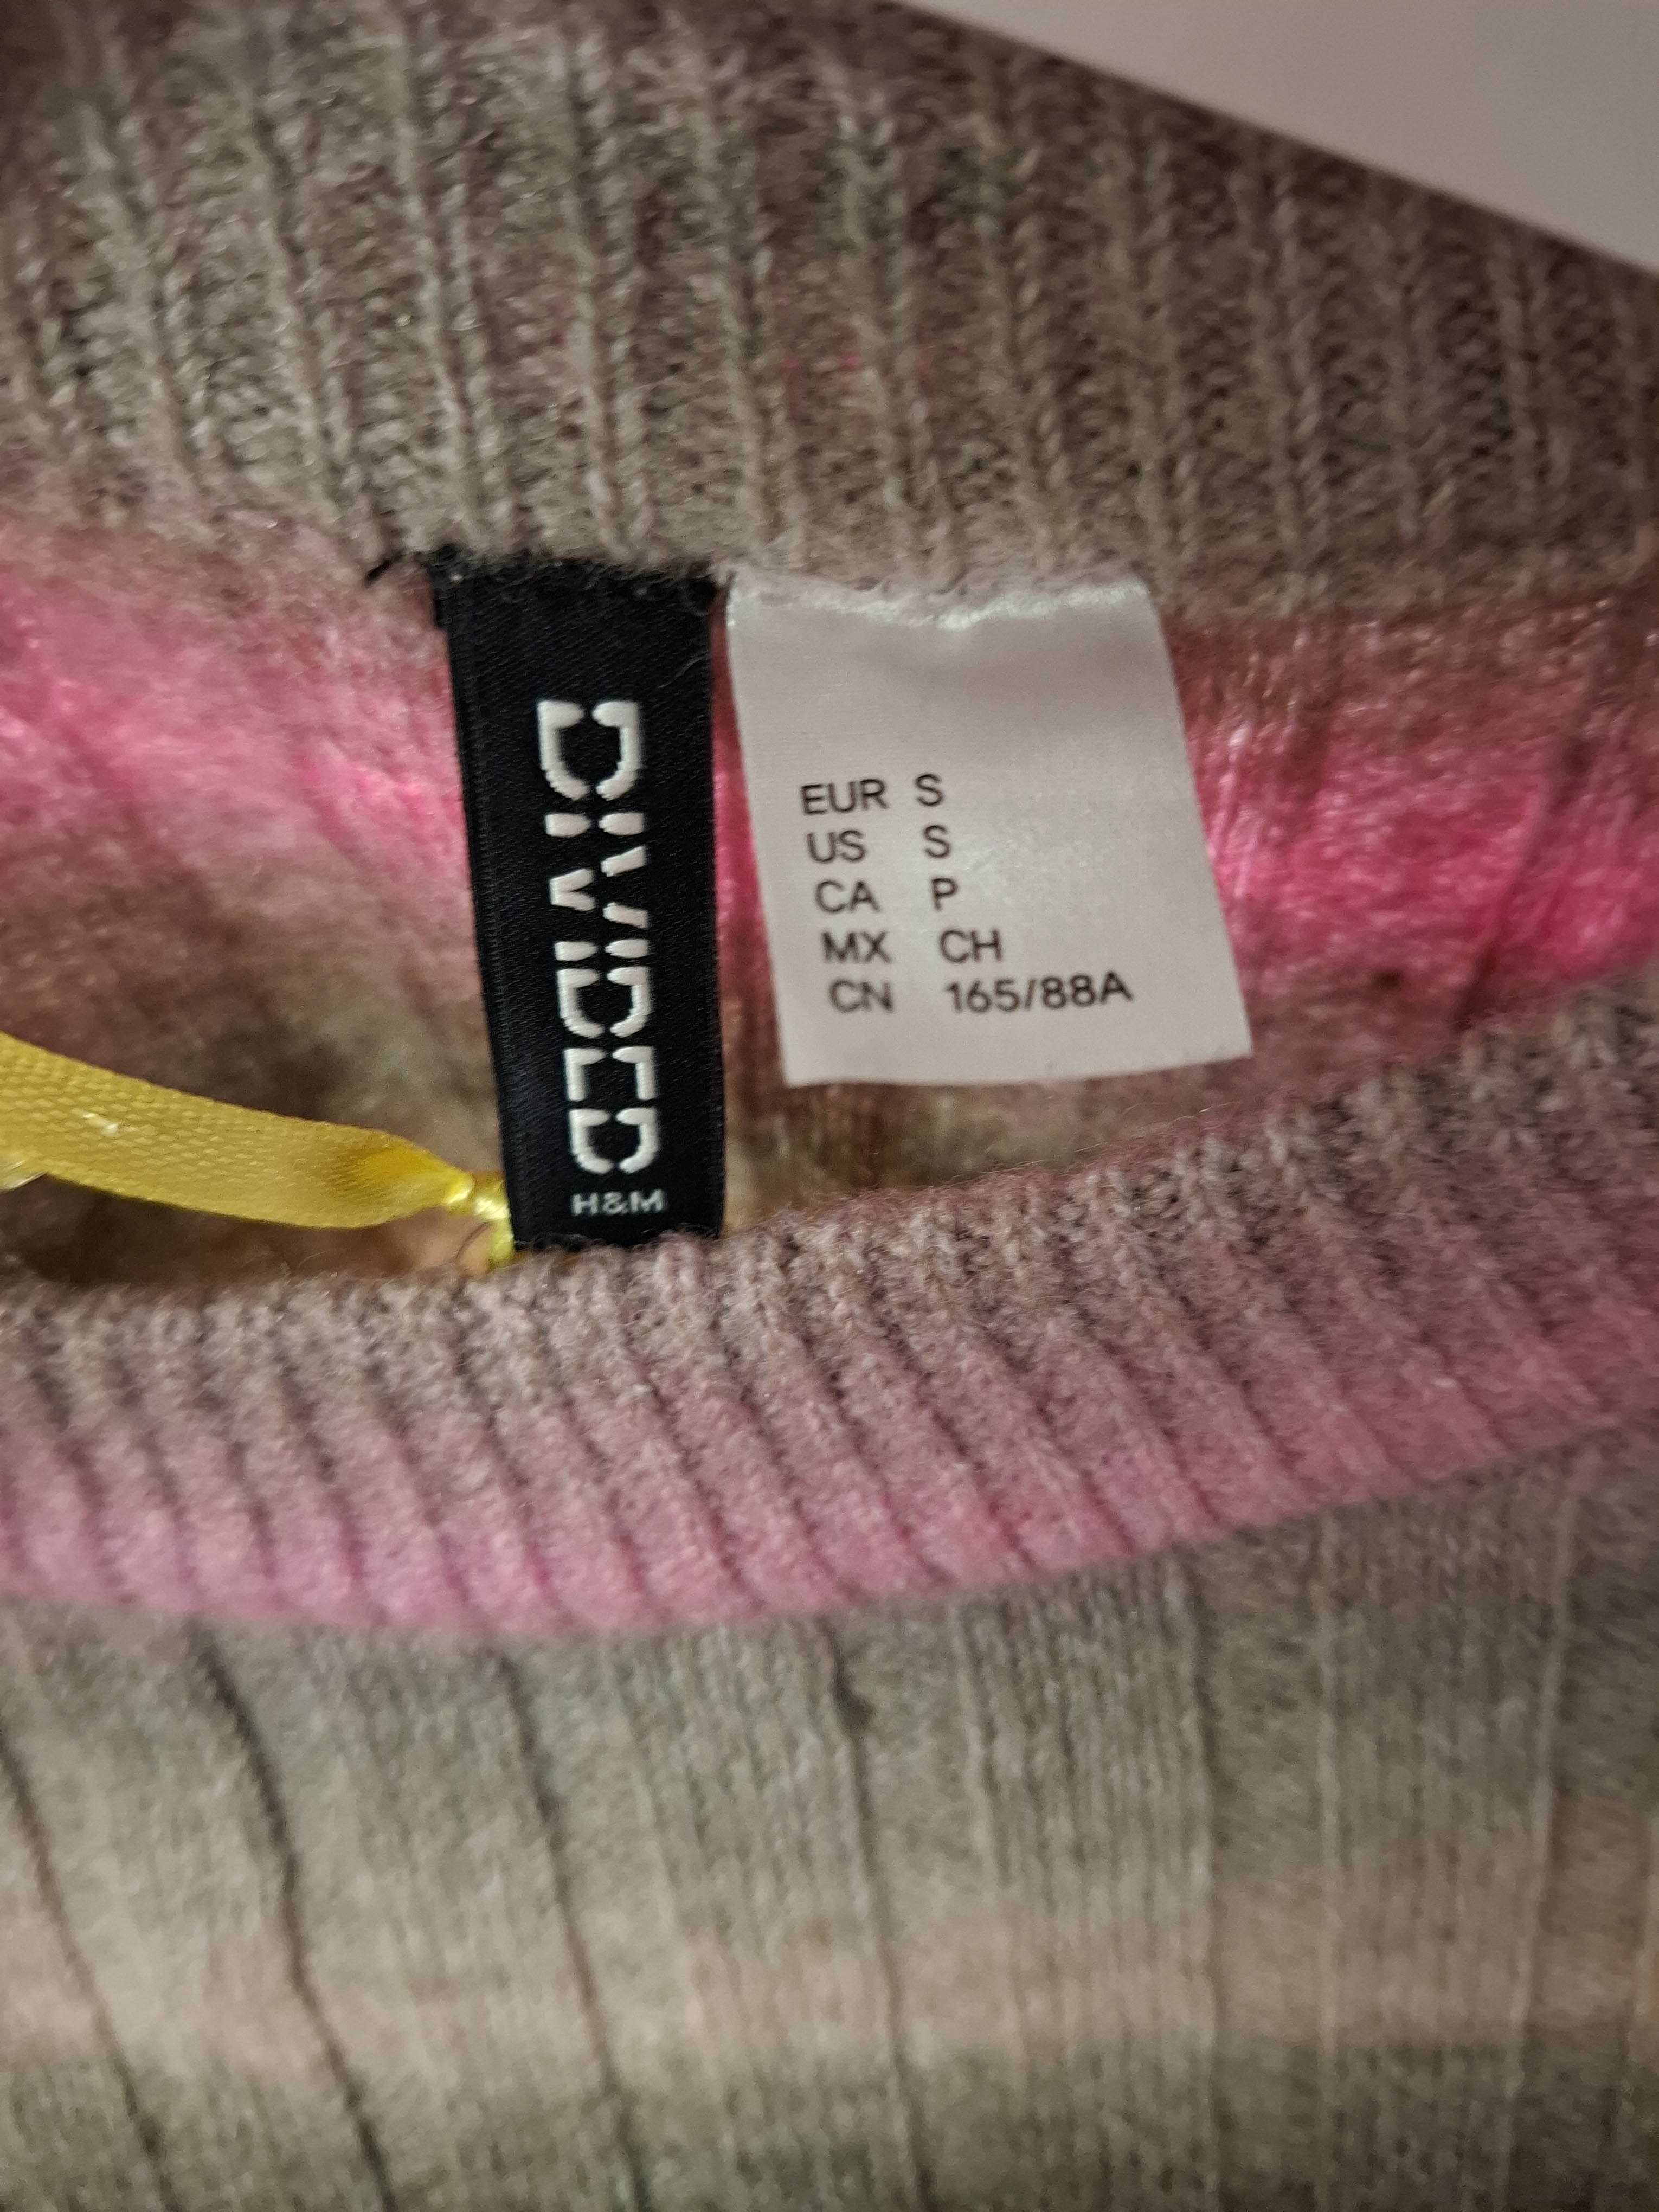 DIVIDED
H&M
EUR S
US S
CA P
MX CH
CN 165/88A